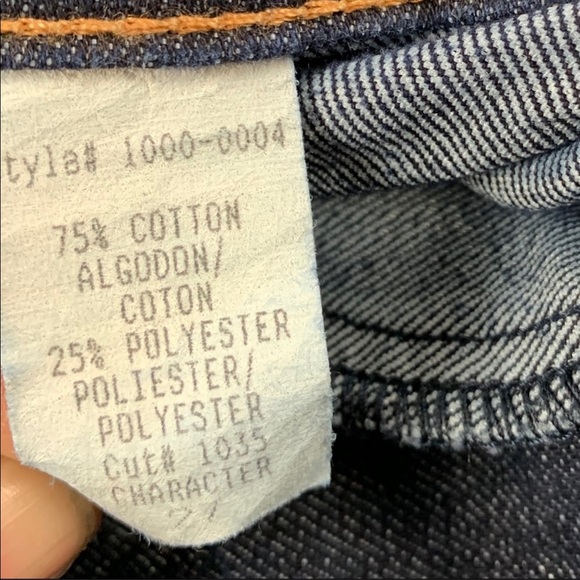 tyle# 1000-0004
75% COTTON
ALGODON/
COTON
25% POLYESTER
POLIESTER/
POLYESTER
Cut# 1035
CHARACTER